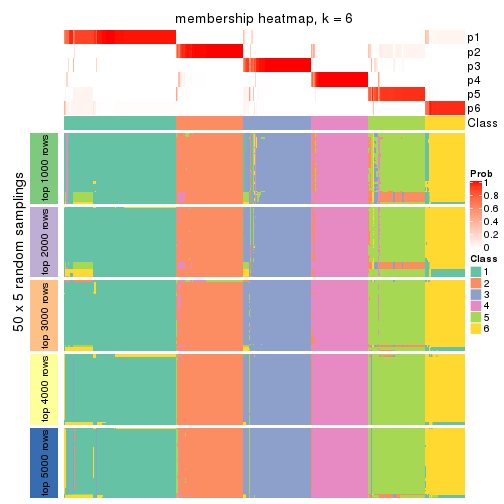 membership heatmap, k = 6
p1
p2
p3
p4
p5
p6
Class
50 x 5 random samplings
top 1000 rows
top 2000 rows
top 3000 rows
top 4000 rows
top 5000 rows
Prob
1
0.8
0.6
0.4
0.2
0
Class
1
2
3
4
5
6